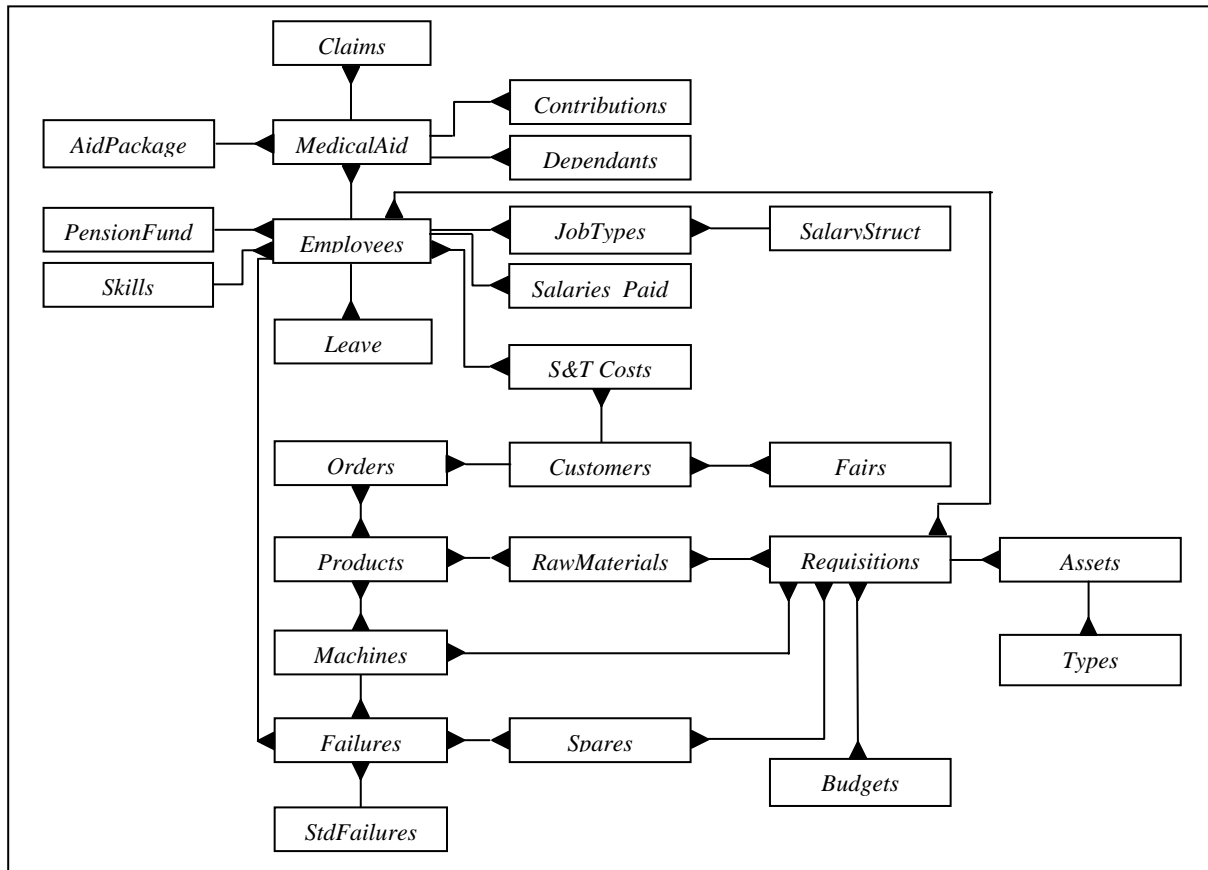 Claims
Contributions
AidPackage
MedicalAid
Dependants
PensionFund
Employees
JobTypes
SalaryStruct
Skills
Salaries Paid
Leave
S&T Costs
Orders
Customers
Fairs
Products
RawMaterials
Requisitions
Assets
Machines
Types
Failures
Spares
Budgets
StdFailures